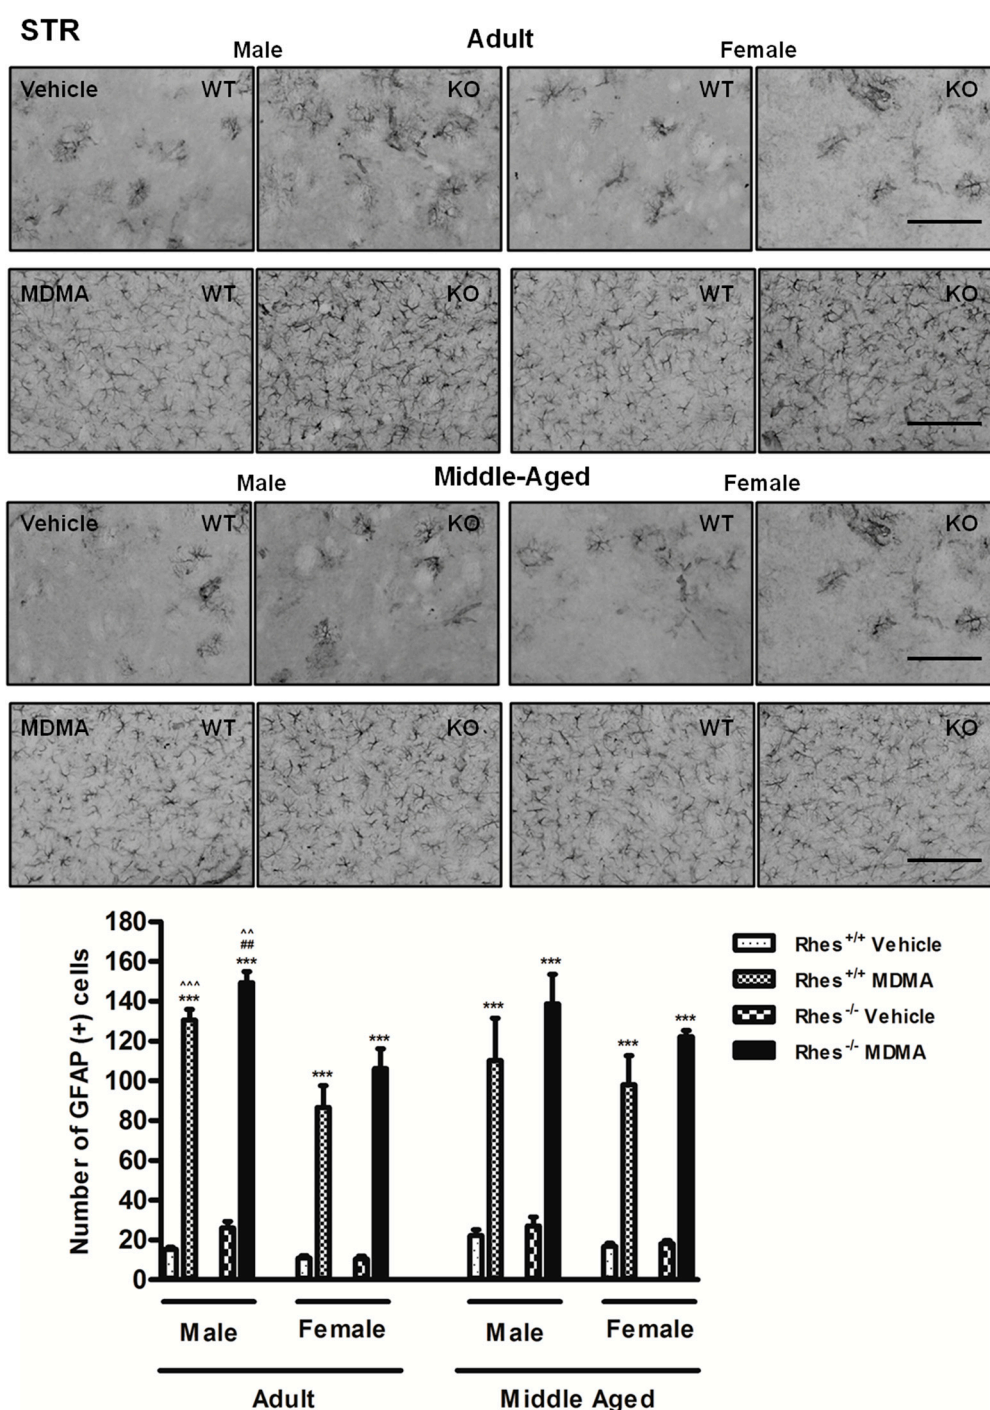 STR
Adult
Male Female
Vehicle WT KO WT KO
MDMA WT KO WT KO
Middle-Aged
Male Female
Vehicle WT KO WT KO
MDMA WT KO WT KO
Number of GFAP (+) cells
180
160
140
120
100
80
60
40
20
0
^^^
***
^^
##
***
***
***
***
***
***
***
Rhes+/+ Vehicle
Rhes+/+ MDMA
Rhes-/- Vehicle
Rhes-/- MDMA
Male Female Male Female
Adult Middle Aged